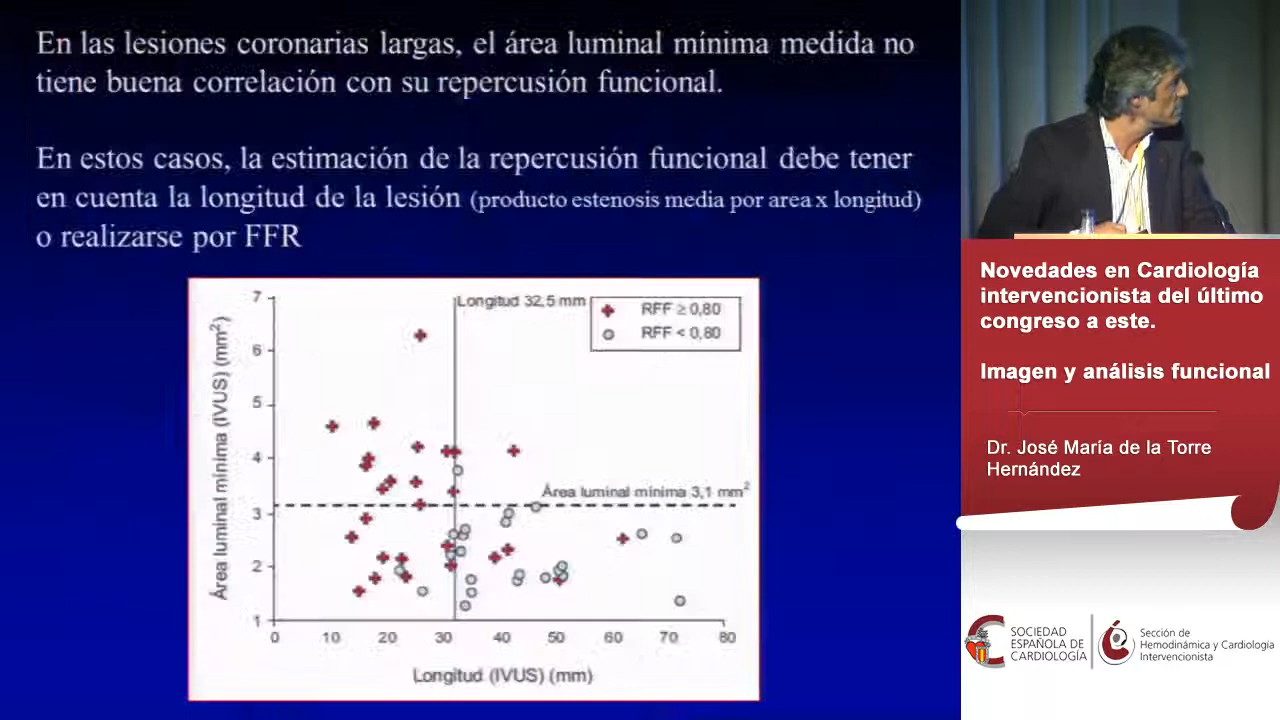 En las lesiones coronarias largas, el área luminal mínima medida no
tiene buena correlación con su repercusión funcional.
En estos casos, la estimación de la repercusión funcional debe tener
en cuenta la longitud de la lesión (producto estenosis media por area x longitud)
o realizarse por FFR
Longitud 32,5 mm
RFF ≥ 0,80
RFF < 0,80
Área luminal mínima 3,1 mm²
Área luminal mínima (IVUS) (mm²)
7
6
5
4
3
2
1
0 10 20 30 40 50 60 70 80
Longitud (IVUS) (mm)
Novedades en Cardiología
intervencionista del último
congreso a este.
Imagen y análisis funcional
Dr. José María de la Torre
Hernández
SOCIEDAD
ESPAÑOLA DE
CARDIOLOGÍA
Sección de
Hemodinámica y Cardiología
Intervencionista